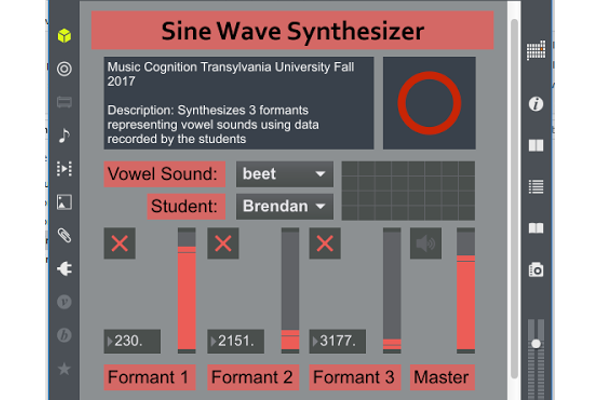 Sine Wave Synthesizer
Music Cognition Transylvania University Fall
2017
Description: Synthesizes 3 formants
representing vowel sounds using data
recorded by the students
Vowel Sound:
beet
Student:
Brendan
230.
2151.
3177.
Formant 1
Formant 2
Formant 3
Master